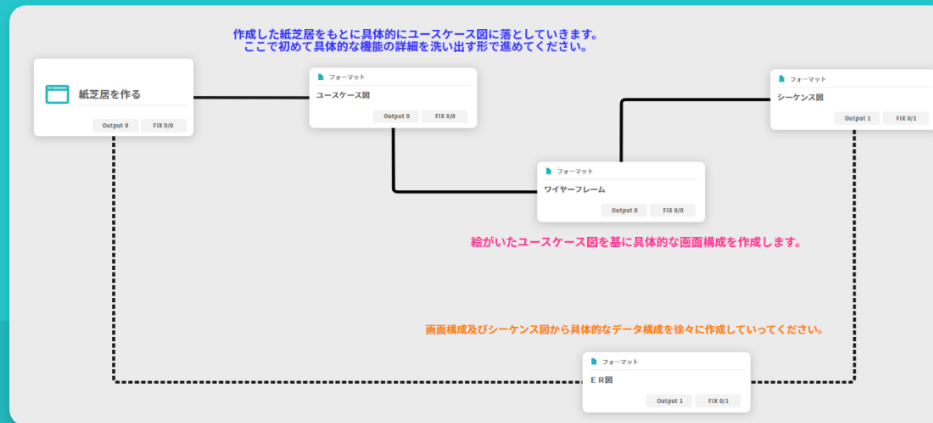 作成した紙芝居をもとに具体的にユースケース図に落としていきます。
ここで初めて具体的な機能の詳細を洗い出す形で進めてください。
紙芝居を作る
Output 0
FIX 0/0
フォーマット
ユースケース図
Output 0
FIX 0/0
フォーマット
シーケンス図
Output 1
FIX 0/1
フォーマット
ワイヤーフレーム
Output 0
FIX 0/0
絵がいたユースケース図を基に具体的な画面構成を作成します。
画面構成及びシーケンス図から具体的なデータ構成を徐々に作成していってください。
フォーマット
ＥＲ図
Output 1
FIX 0/1